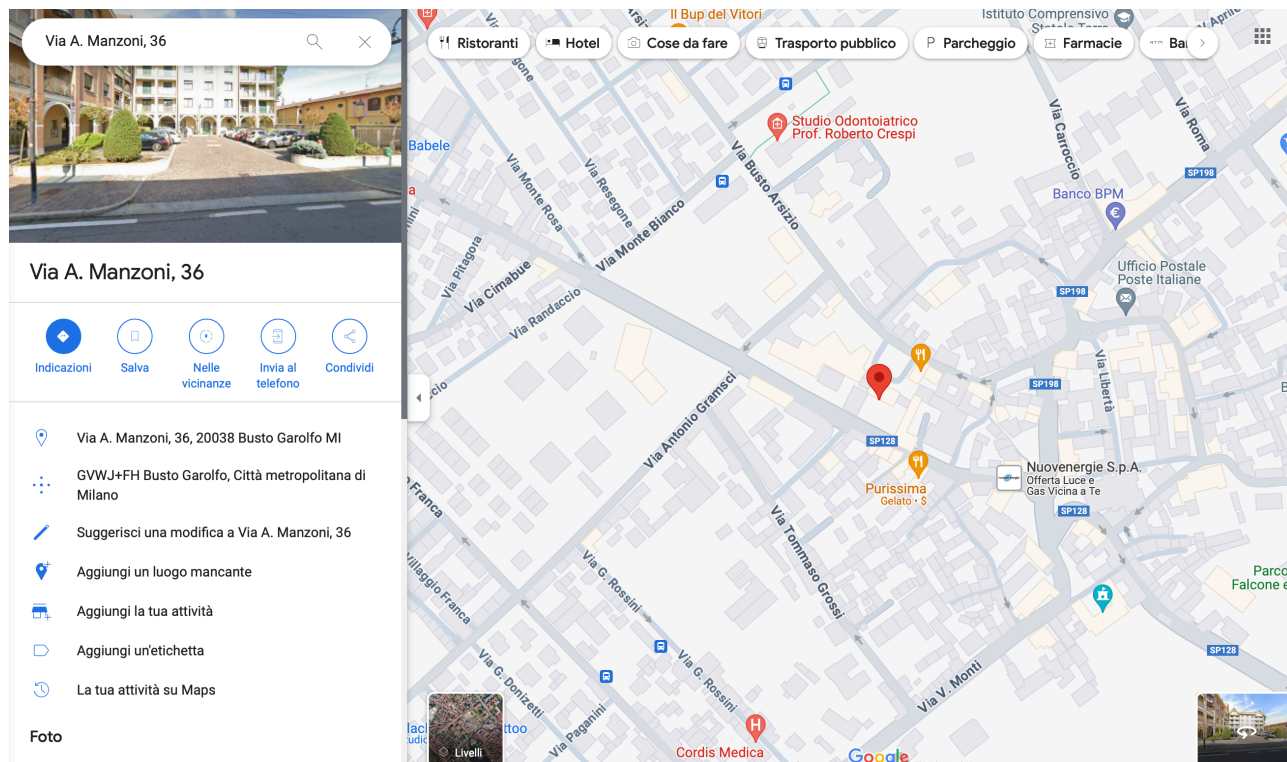 Via A. Manzoni, 36
Via A. Manzoni, 36
Indicazioni
Salva
Nelle
vicinanze
Invia al
telefono
Condividi
Via A. Manzoni, 36, 20038 Busto Garolfo MI
GVWJ+FH Busto Garolfo, Città metropolitana di
Milano
Suggerisci una modifica a Via A. Manzoni, 36
Aggiungi un luogo mancante
Aggiungi la tua attività
Aggiungi un'etichetta
La tua attività su Maps
Foto
Ristoranti
Hotel
Cose da fare
Trasporto pubblico
P Parcheggio
Farmacie
Il Bup del Vitori
Istituto Comprensivo
Studio Odontoiatrico
Prof. Roberto Crespi
Babele
Via Busto Arsizio
Via Carroccio
Via Roma
SP198
Via Monte Rosa
Via Resegone
Banco BPM
€
Via Monte Bianco
Via Pitagora
Via Cimabue
Via Randaccio
Ufficio Postale
Poste Italiane
SP198
Via Libertà
SP198
Via Antonio Gramsci
SP128
Purissima
Gelato • $
Nuovenergie S.p.A.
Offerta Luce e
Gas Vicina a Te
SP128
Via Tommaso Grossi
Via G. Rossini
Villaggio Franca
Parco
Falcone e
SP128
Via G. Rossini
Via G. Donizetti
Via Paganini
Via V. Monti
H
Cordis Medica
Livelli
Google